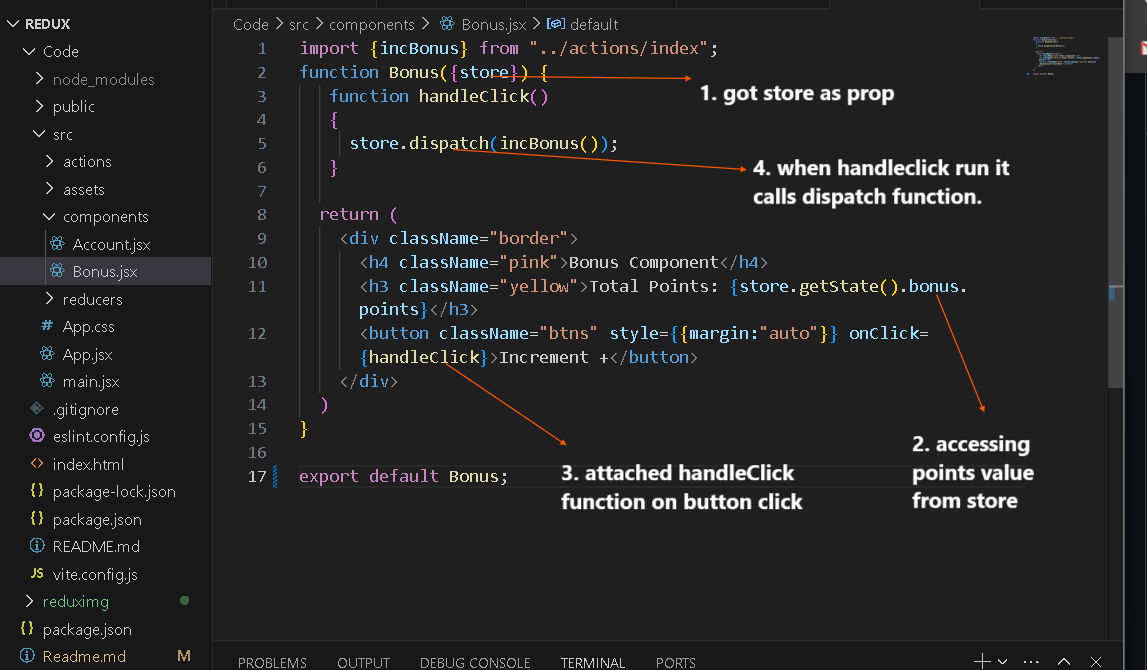 REDUX
Code
node_modules
public
src
actions
assets
components
Account.jsx
Bonus.jsx
reducers
App.css
App.jsx
main.jsx
.gitignore
eslint.config.js
index.html
package-lock.json
package.json
README.md
vite.config.js
reduximg
package.json
Readme.md M
Code > src > components > Bonus.jsx > default
1 import {incBonus} from "../actions/index";
2 function Bonus({store}) {
3 function handleClick()
4 {
5 store.dispatch(incBonus());
6 }
7
8 return (
9 <div className="border">
10 <h4 className="pink">Bonus Component</h4>
11 <h3 className="yellow">Total Points: {store.getState().bonus.
points}</h3>
12 <button className="btns" style={{margin:"auto"}} onClick=
{handleClick}>Increment +</button>
13 </div>
14 )
15 }
16
17 export default Bonus;
1. got store as prop
4. when handleclick run it
calls dispatch function.
3. attached handleClick
function on button click
2. accessing
points value
from store
PROBLEMS OUTPUT DEBUG CONSOLE TERMINAL PORTS